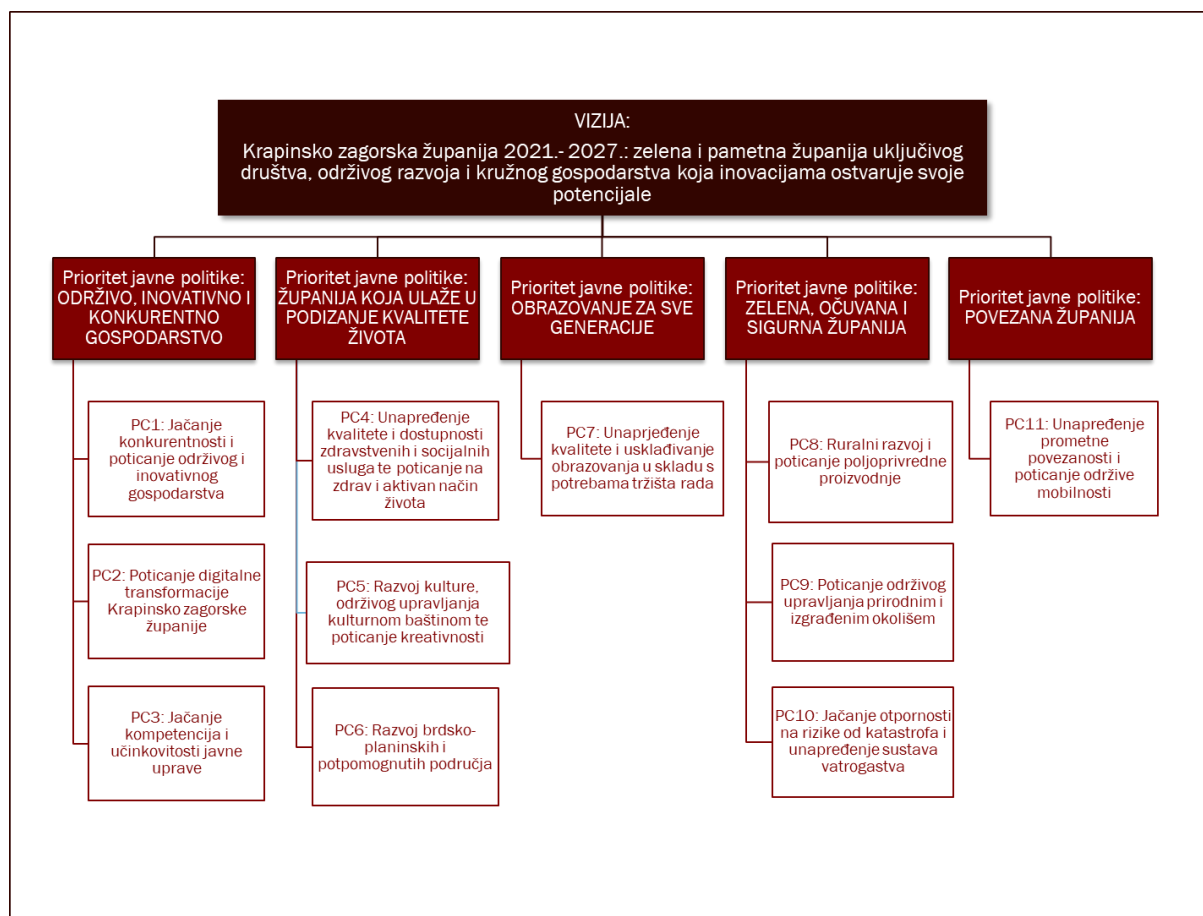 VIZIJA:
Krapinsko zagorska županija 2021.- 2027.: zelena i pametna županija uključivog
društva, održivog razvoja i kružnog gospodarstva koja inovacijama ostvaruje svoje
potencijale
Prioritet javne politike:
ODRŽIVO, INOVATIVNO I
KONKURENTNO
GOSPODARSTVO
PC1: Jačanje
konkurentnosti i
poticanje održivog i
inovativnog
gospodarstva
PC2: Poticanje digitalne
transformacije
Krapinsko zagorske
županije
PC3: Jačanje
kompetencija i
učinkovitosti javne
uprave
Prioritet javne politike:
ŽUPANIJA KOJA ULAŽE U
PODIZANJE KVALITETE
ŽIVOTA
PC4: Unapređenje
kvalitete i dostupnosti
zdravstvenih i socijalnih
usluga te poticanje na
zdrav i aktivan način
života
PC5: Razvoj kulture,
održivog upravljanja
kulturnom baštinom te
poticanje kreativnosti
PC6: Razvoj brdsko-
planinskih i
potpomognutih područja
Prioritet javne politike:
OBRAZOVANJE ZA SVE
GENERACIJE
PC7: Unaprjeđenje
kvalitete i usklađivanje
obrazovanja u skladu s
potrebama tržišta rada
Prioritet javne politike:
ZELENA, OČUVANA I
SIGURNA ŽUPANIJA
PC8: Ruralni razvoj i
poticanje poljoprivredne
proizvodnje
PC9: Poticanje održivog
upravljanja prirodnim i
izgrađenim okolišem
PC10: Jačanje otpornosti
na rizike od katastrofa i
unapređenje sustava
vatrogastva
Prioritet javne politike:
POVEZANA ŽUPANIJA
PC11: Unapređenje
prometne
povezanosti i
poticanje održive
mobilnosti